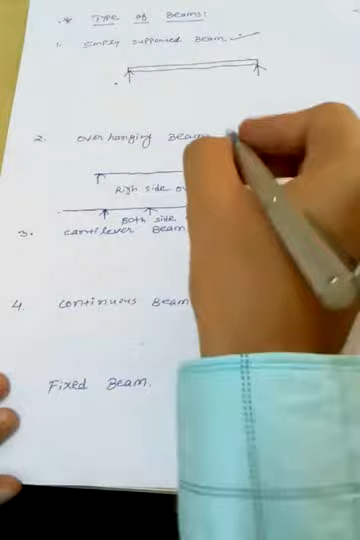 * Type of Beams:
1. Simply supported Beam
2. Over hanging Beam
Righ side
Both side
3. Cantilever Beam
4. Continuous Beam
Fixed Beam.